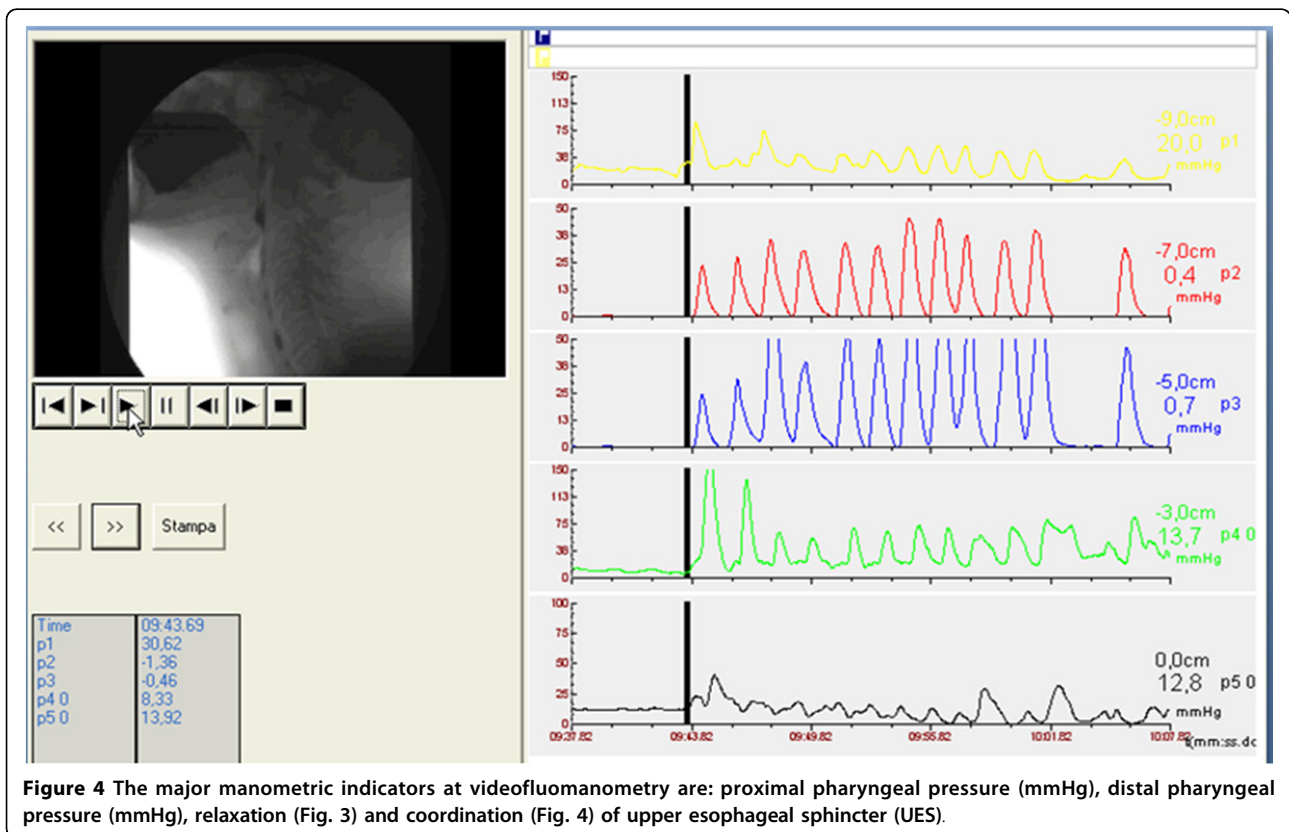 150
113
75
38
0
-9,0cm
20,0 p1
mmHg
50
38
25
13
0
-7,0cm
0,4 p2
mmHg
50
38
25
13
0
-5,0cm
0,7 p3
mmHg
150
113
75
38
0
-3,0cm
13,7 p4 0
mmHg
100
75
50
25
0
0,0cm
12,8 p5 0
mmHg
09:37.82 09:43.82 09:49.82 09:55.82 10:01.82 10:07.82
t(mm:ss.dc
<< >> Stampa
Time 09:43.69
p1 30,62
p2 -1,36
p3 -0,46
p4 0 8,33
p5 0 13,92
Figure 4 The major manometric indicators at videofluomanometry are: proximal pharyngeal pressure (mmHg), distal pharyngeal
pressure (mmHg), relaxation (Fig. 3) and coordination (Fig. 4) of upper esophageal sphincter (UES).